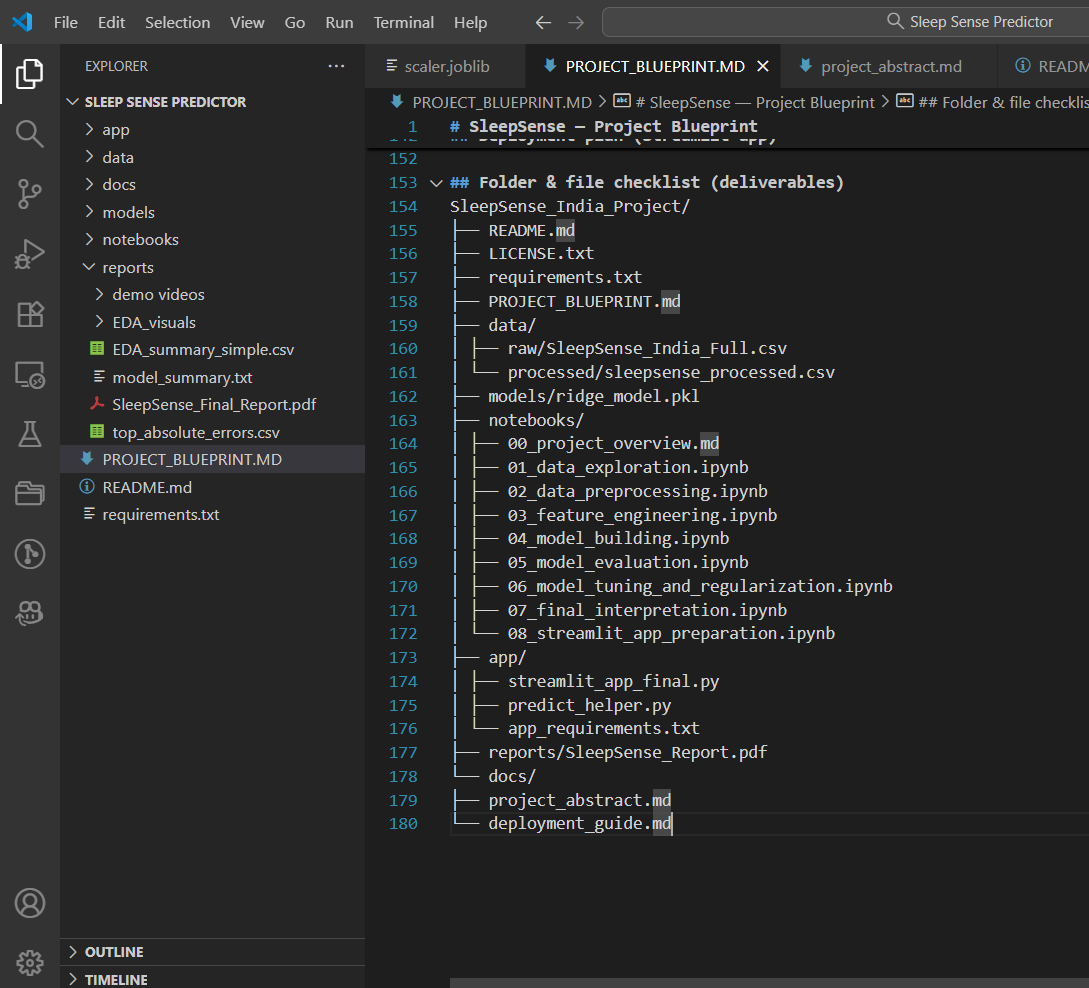 File Edit Selection View Go Run Terminal Help
Sleep Sense Predictor
EXPLORER
SLEEP SENSE PREDICTOR
app
data
docs
models
notebooks
reports
demo videos
EDA_visuals
EDA_summary_simple.csv
model_summary.txt
SleepSense_Final_Report.pdf
top_absolute_errors.csv
PROJECT_BLUEPRINT.MD
README.md
requirements.txt
OUTLINE
TIMELINE
scaler.joblib PROJECT_BLUEPRINT.MD project_abstract.md READM
PROJECT_BLUEPRINT.MD > # SleepSense — Project Blueprint > ## Folder & file checklis
1 # SleepSense — Project Blueprint
152
153 ## Folder & file checklist (deliverables)
154 SleepSense_India_Project/
155 ├── README.md
156 ├── LICENSE.txt
157 ├── requirements.txt
158 ├── PROJECT_BLUEPRINT.md
159 ├── data/
160 │ ├── raw/SleepSense_India_Full.csv
161 │ └── processed/sleepsense_processed.csv
162 ├── models/ridge_model.pkl
163 ├── notebooks/
164 │ ├── 00_project_overview.md
165 │ ├── 01_data_exploration.ipynb
166 │ ├── 02_data_preprocessing.ipynb
167 │ ├── 03_feature_engineering.ipynb
168 │ ├── 04_model_building.ipynb
169 │ ├── 05_model_evaluation.ipynb
170 │ ├── 06_model_tuning_and_regularization.ipynb
171 │ ├── 07_final_interpretation.ipynb
172 │ └── 08_streamlit_app_preparation.ipynb
173 ├── app/
174 │ ├── streamlit_app_final.py
175 │ ├── predict_helper.py
176 │ └── app_requirements.txt
177 ├── reports/SleepSense_Report.pdf
178 └── docs/
179 ├── project_abstract.md
180 └── deployment_guide.md